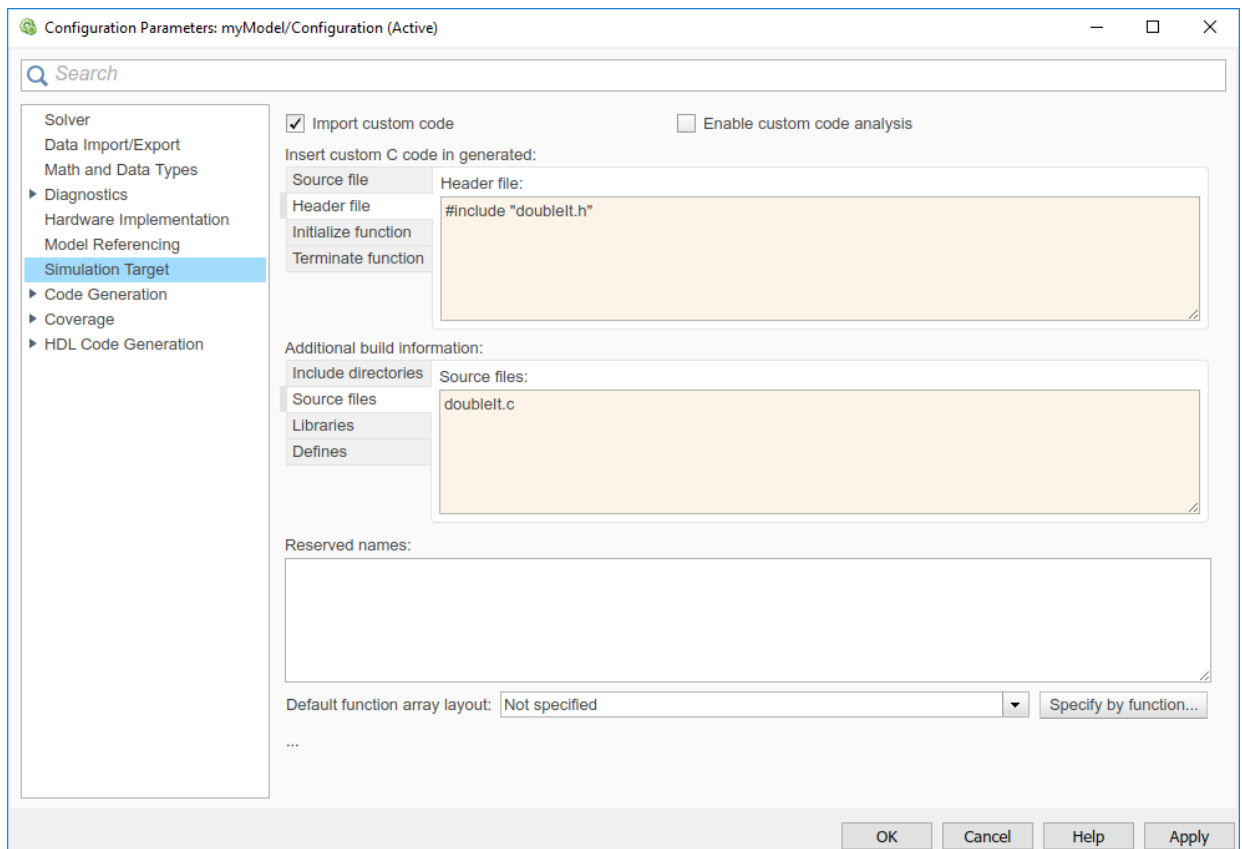 Configuration Parameters: myModel/Configuration (Active)
Search
Solver
Data Import/Export
Math and Data Types
Diagnostics
Hardware Implementation
Model Referencing
Simulation Target
Code Generation
Coverage
HDL Code Generation
Import custom code
Enable custom code analysis
Insert custom C code in generated:
Source file
Header file
Initialize function
Terminate function
Header file:
#include "doubleIt.h"
Additional build information:
Include directories
Source files
Libraries
Defines
Source files:
doubleIt.c
Reserved names:
Default function array layout: Not specified
Specify by function...
...
OK
Cancel
Help
Apply